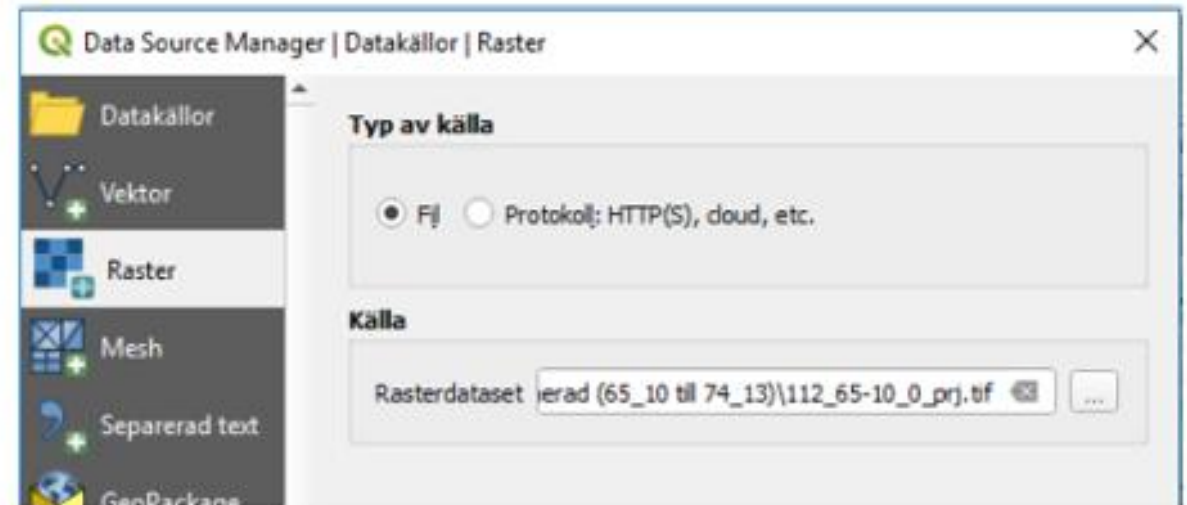 Data Source Manager | Datakällor | Raster
Datakällor
Vektor
Raster
Mesh
Separerad text
GeoPackage
Typ av källa
Fil
Protokoll: HTTP(S), cloud, etc.
Källa
Rasterdataset
erad (65_10 till 74_13)\112_65-10_0_prj.tif
...